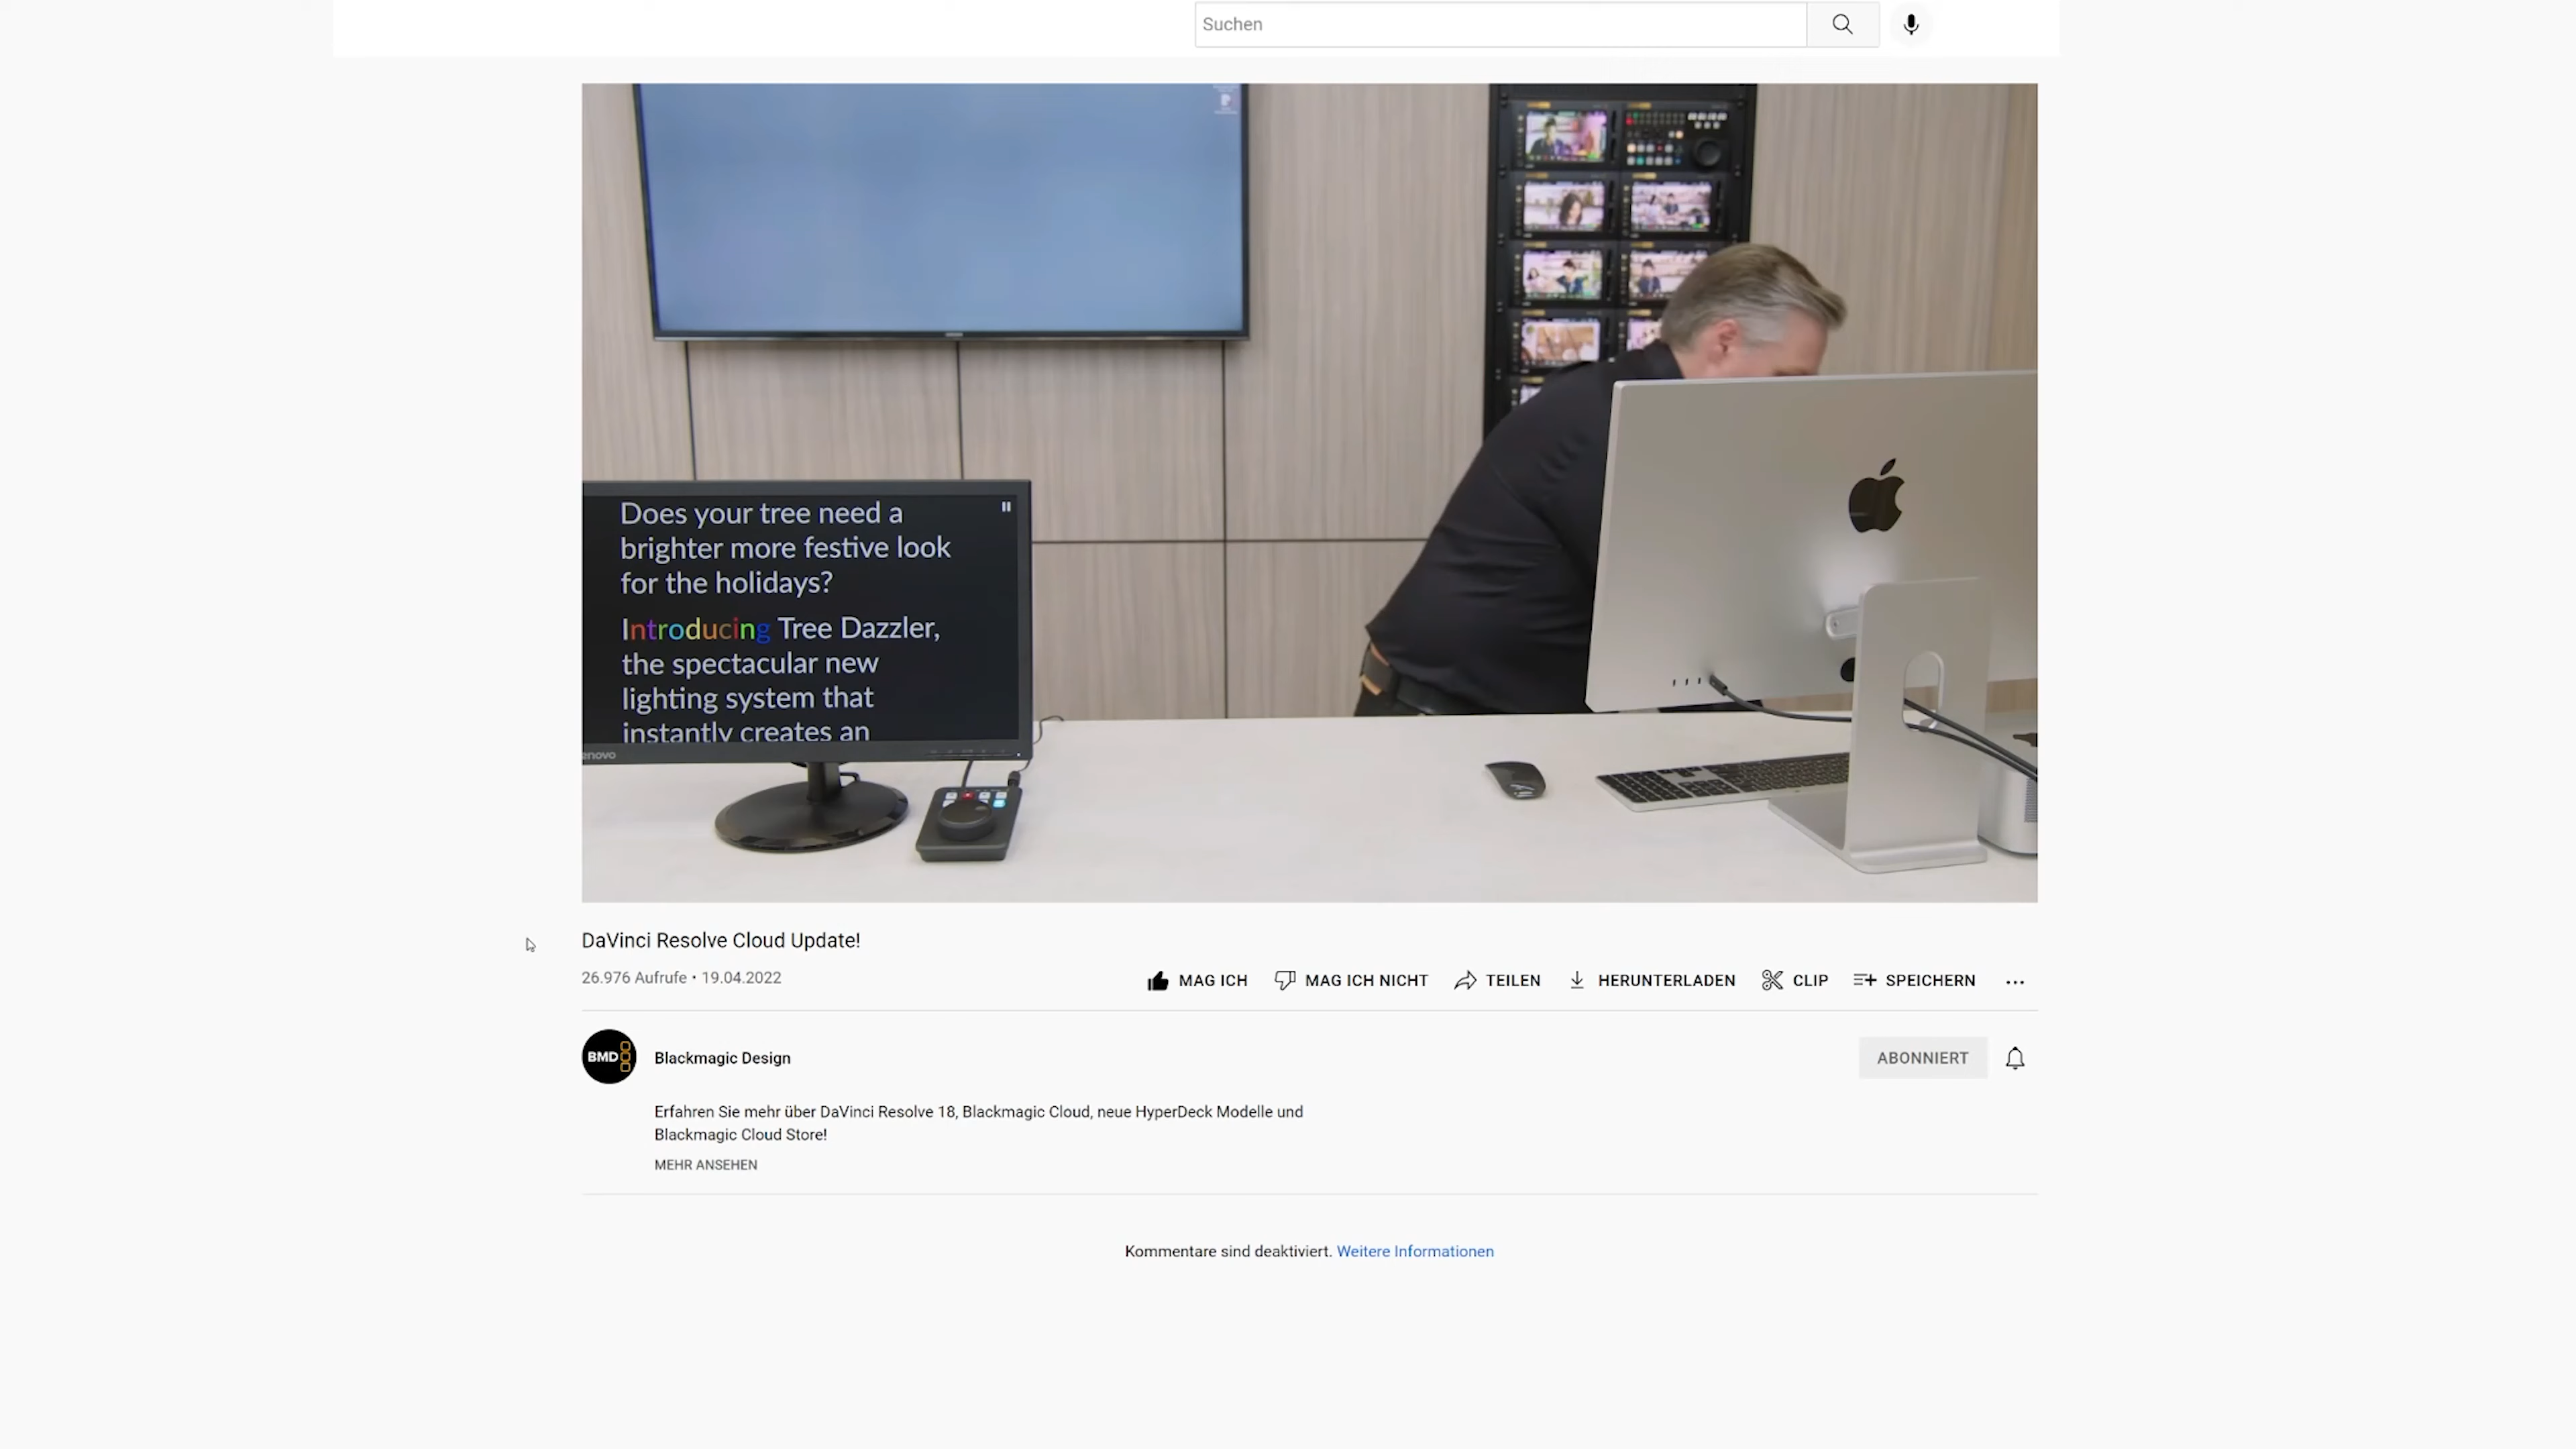 Suchen
Does your tree need a
brighter more festive look
for the holidays?
Introducing Tree Dazzler,
the spectacular new
lighting system that
instantly creates an
enovo
DaVinci Resolve Cloud Update!
26.976 Aufrufe • 19.04.2022
MAG ICH
MAG ICH NICHT
TEILEN
HERUNTERLADEN
CLIP
SPEICHERN
BMD
Blackmagic Design
ABONNIERT
Erfahren Sie mehr über DaVinci Resolve 18, Blackmagic Cloud, neue HyperDeck Modelle und
Blackmagic Cloud Store!
MEHR ANSEHEN
Kommentare sind deaktiviert. Weitere Informationen